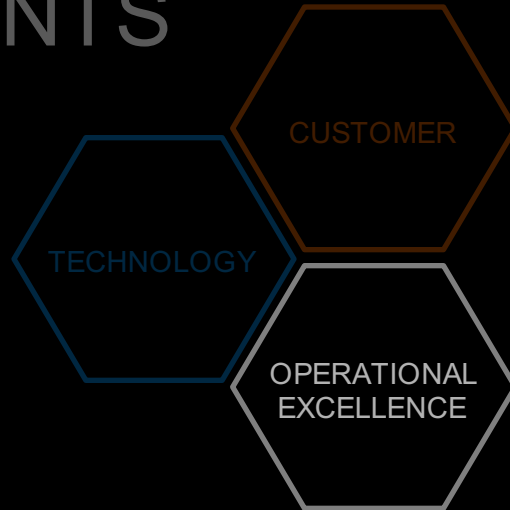 NTS
CUSTOMER
TECHNOLOGY
OPERATIONAL
EXCELLENCE